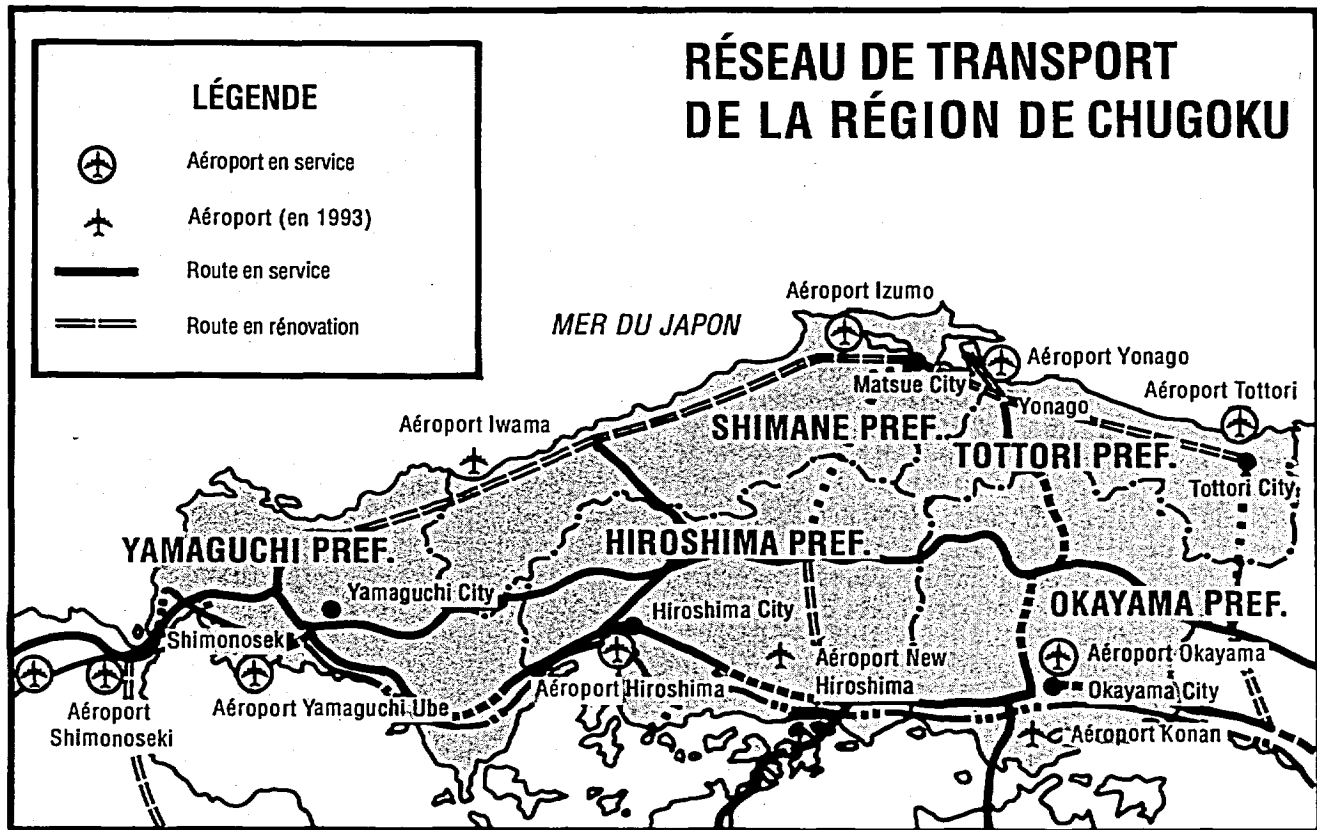 RÉSEAU DE TRANSPORT
DE LA RÉGION DE CHUGOKU
LÉGENDE
Aéroport en service
Aéroport (en 1993)
Route en service
Route en rénovation
MER DU JAPON
Aéroport Izumo
Aéroport Yonago
Matsue City
Yonago
Aéroport Tottori
Aéroport Iwama
SHIMANE PREF.
TOTTORI PREF.
Tottori City
YAMAGUCHI PREF.
HIROSHIMA PREF.
Yamaguchi City
Hiroshima City
OKAYAMA PREF.
Shimonosek
Aéroport New
Hiroshima
Aéroport Okayama
Aéroport Hiroshima
Okayama City
Aéroport
Shimonoseki
Aéroport Yamaguchi Ube
Aéroport Konan